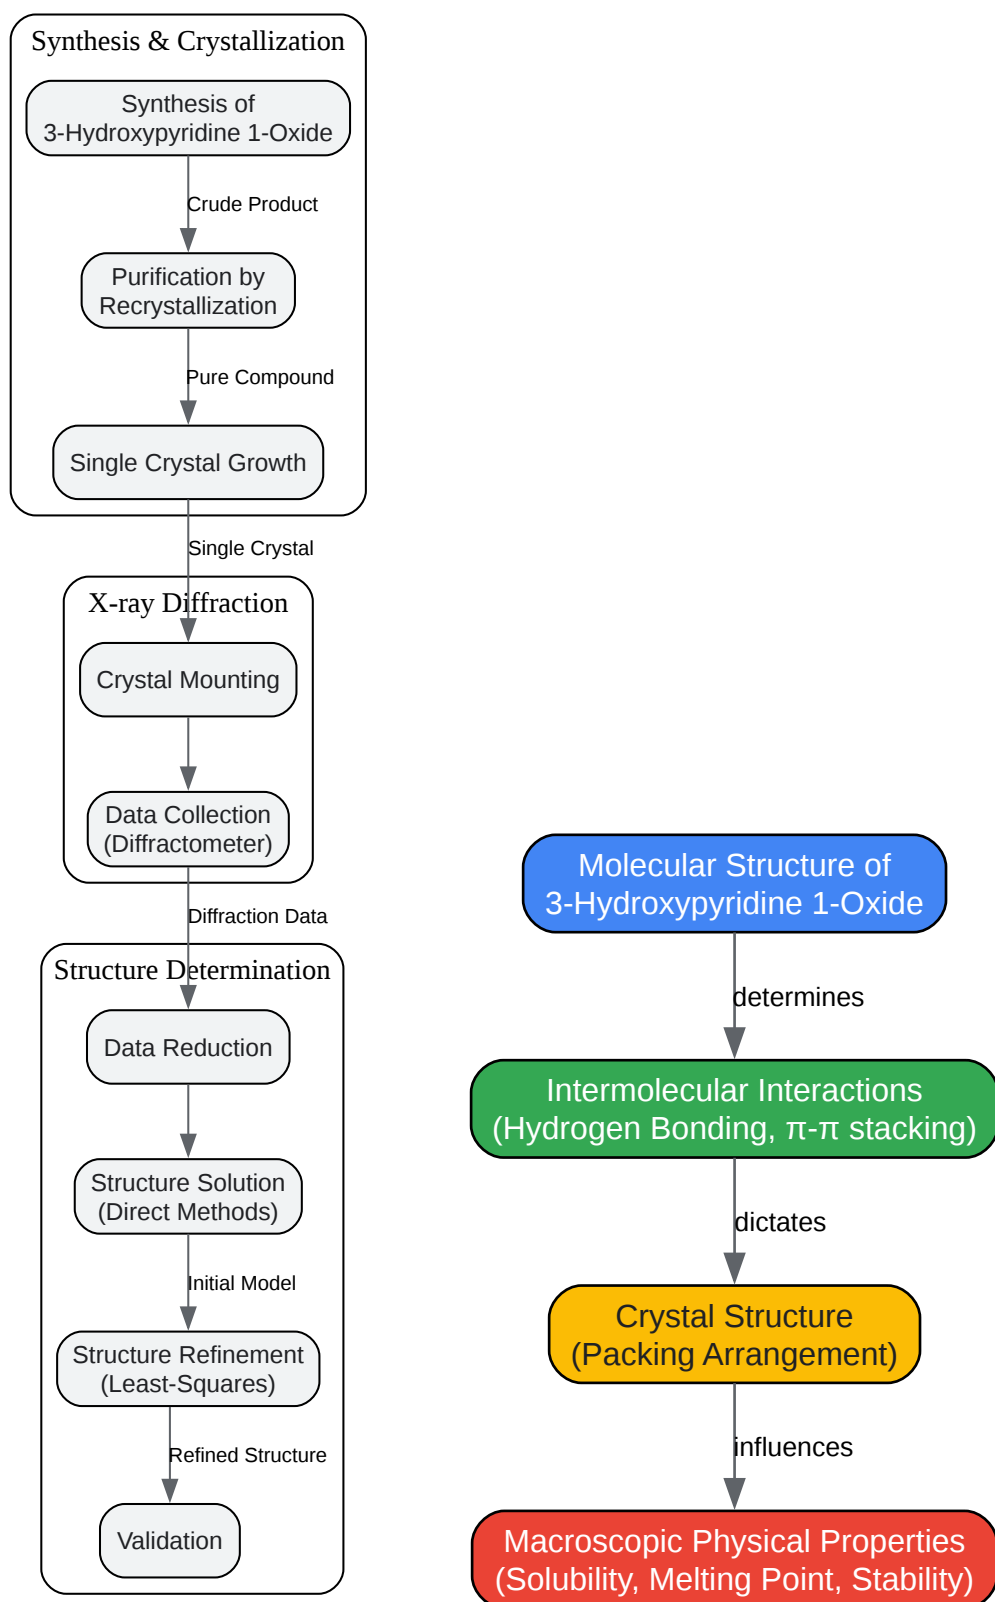 Synthesis & Crystallization
Synthesis of
3-Hydroxypyridine 1-Oxide
Crude Product
Purification by
Recrystallization
Pure Compound
Single Crystal Growth
Single Crystal
X-ray Diffraction
Crystal Mounting
Data Collection
(Diffractometer)
Diffraction Data
Structure Determination
Data Reduction
Structure Solution
(Direct Methods)
Initial Model
Structure Refinement
(Least-Squares)
Refined Structure
Validation
Molecular Structure of
3-Hydroxypyridine 1-Oxide
determines
Intermolecular Interactions
(Hydrogen Bonding, π-π stacking)
dictates
Crystal Structure
(Packing Arrangement)
influences
Macroscopic Physical Properties
(Solubility, Melting Point, Stability)